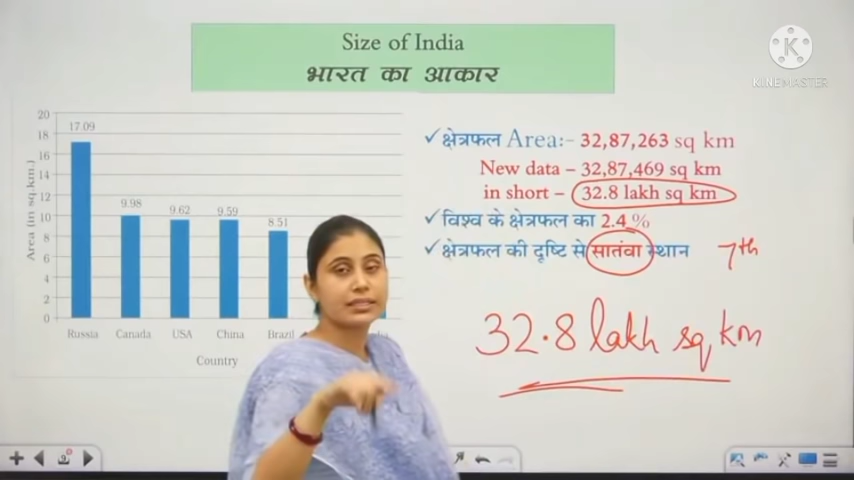 Size of India
भारत का आकार
K
KINEMASTER
20
18
16
14
12
10
8
6
4
2
0
Area (in sq.km.)
17.09
9.98
9.62
9.59
8.51
Russia
Canada
USA
China
Brazil
Country
✓क्षेत्रफल Area:- 32,87,263 sq km
New data – 32,87,469 sq km
in short – 32.8 lakh sq km
✓विश्व के क्षेत्रफल का 2.4 %
✓क्षेत्रफल की दृष्टि से सातंवा स्थान 7th
32.8 lakh sq km